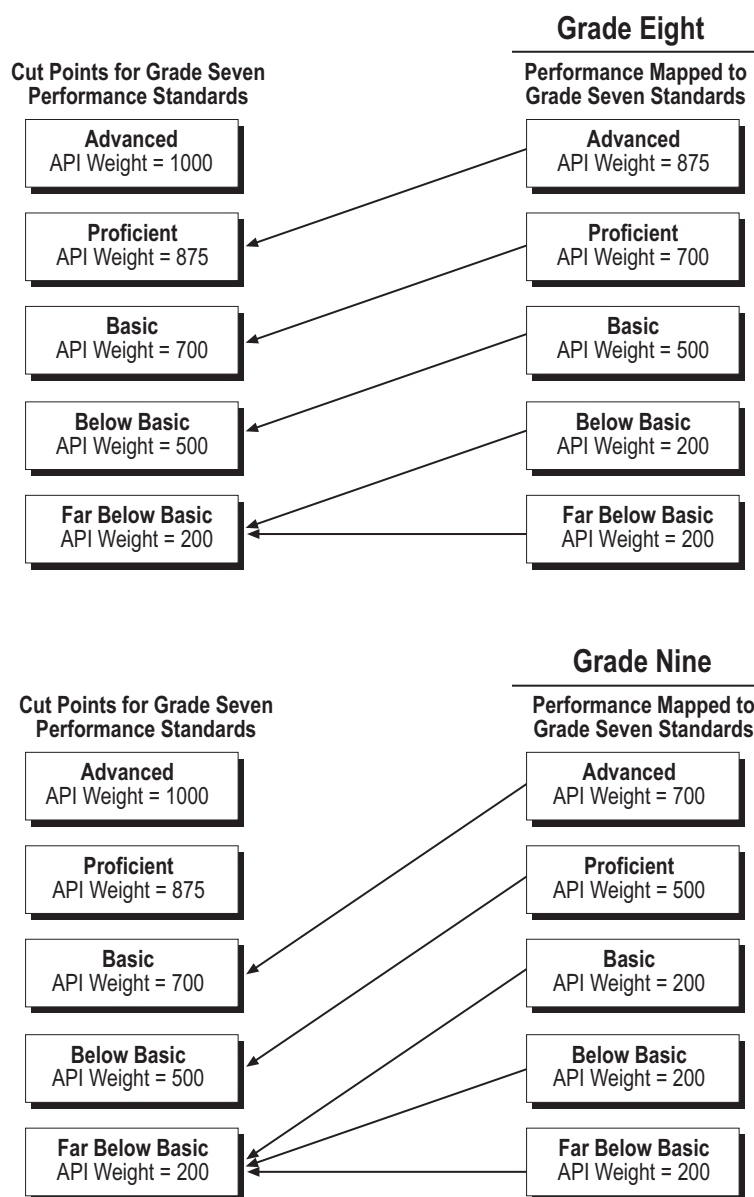 Grade Eight
Cut Points for Grade Seven
Performance Standards
Performance Mapped to
Grade Seven Standards
Advanced
API Weight = 1000
Advanced
API Weight = 875
Proficient
API Weight = 875
Proficient
API Weight = 700
Basic
API Weight = 700
Basic
API Weight = 500
Below Basic
API Weight = 500
Below Basic
API Weight = 200
Far Below Basic
API Weight = 200
Far Below Basic
API Weight = 200
Grade Nine
Cut Points for Grade Seven
Performance Standards
Performance Mapped to
Grade Seven Standards
Advanced
API Weight = 1000
Advanced
API Weight = 700
Proficient
API Weight = 875
Proficient
API Weight = 500
Basic
API Weight = 700
Basic
API Weight = 200
Below Basic
API Weight = 500
Below Basic
API Weight = 200
Far Below Basic
API Weight = 200
Far Below Basic
API Weight = 200